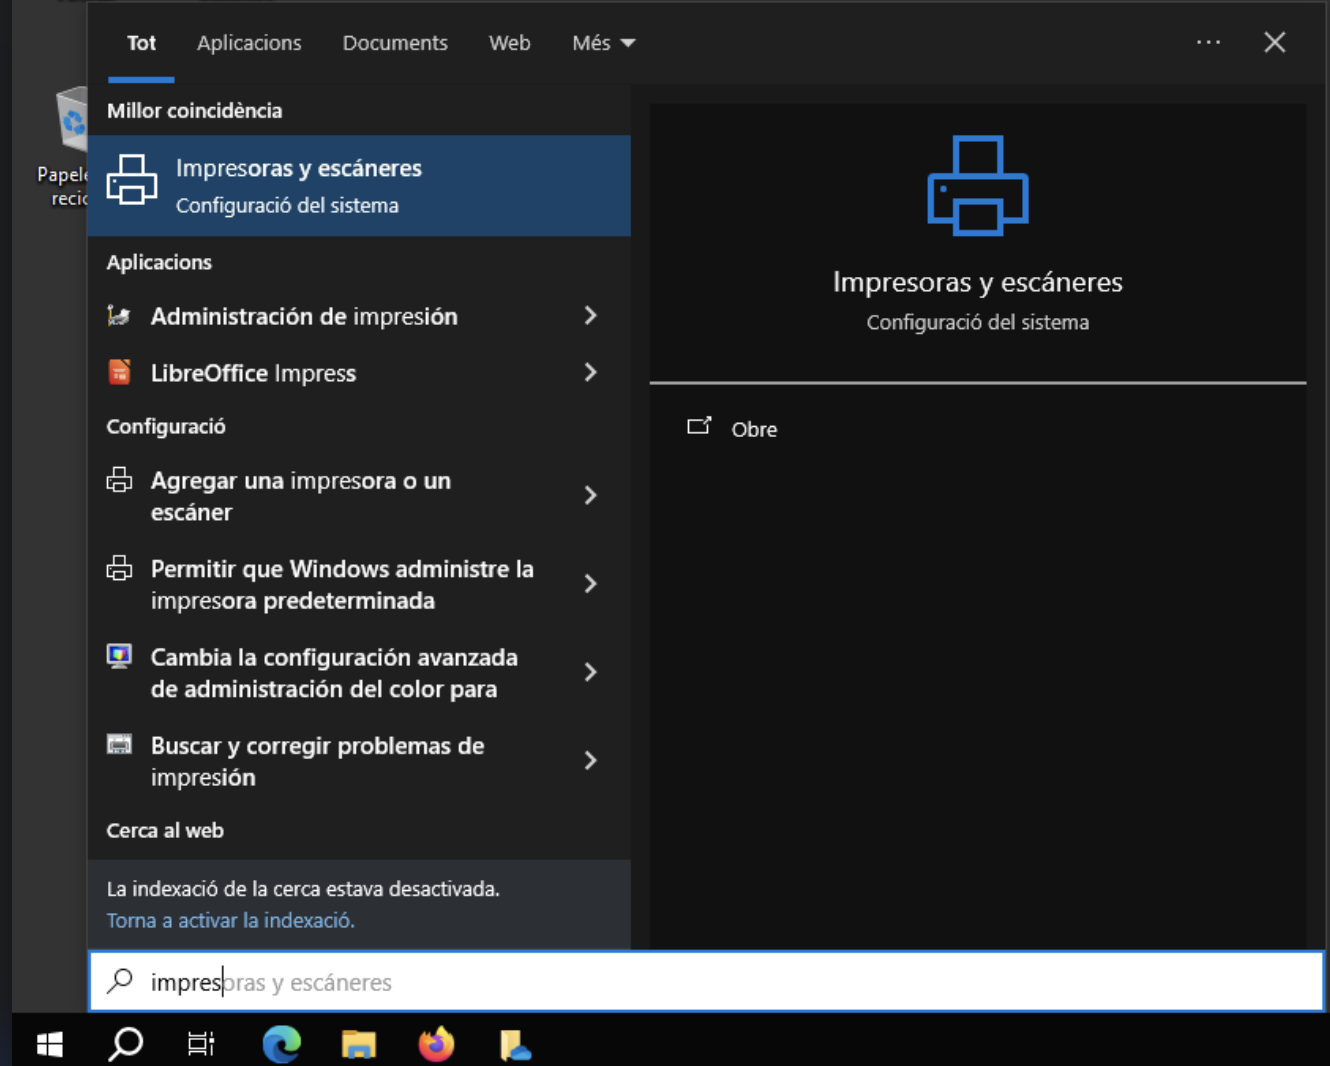 Tot Aplicacions Documents Web Més
Millor coincidència
Impresoras y escáneres
Configuració del sistema
Aplicacions
Administración de impresión
LibreOffice Impress
Configuració
Agregar una impresora o un
escáner
Permitir que Windows administre la
impresora predeterminada
Cambia la configuración avanzada
de administración del color para
Buscar y corregir problemas de
impresión
Cerca al web
La indexació de la cerca estava desactivada.
Torna a activar la indexació.
impresoras y escáneres
Impresoras y escáneres
Configuració del sistema
Obre
Papele
recic